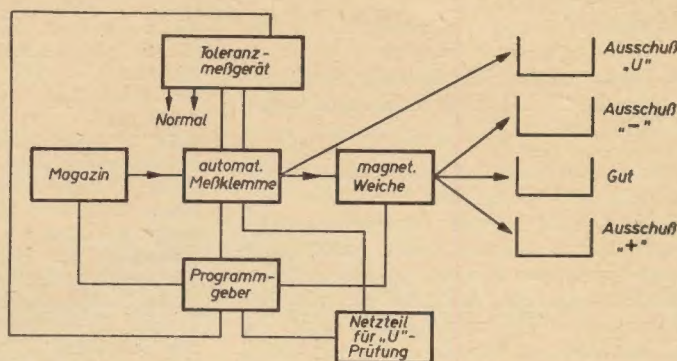 Toleranz-
meßgerät
Normal
Magazin
automat.
Meßklemme
magnet.
Weiche
Programm-
geber
Netzteil
für „U"-
Prüfung
Ausschuß
„U"
Ausschuß
„−"
Gut
Ausschuß
„+"